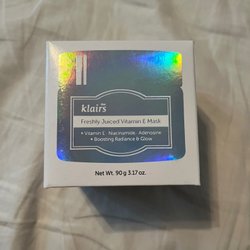 klairs
Freshly Juiced Vitamin E Mask
• Vitamin E • Niacinamide • Adenosine
• Boosting Radiance & Glow
Net Wt. 90 g 3.17 oz.